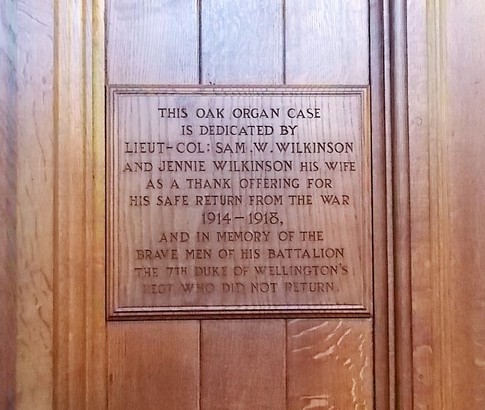 THIS OAK ORGAN CASE
IS DEDICATED BY
LIEUT-COL: SAM.W.WILKINSON
AND JENNIE WILKINSON HIS WIFE
AS A THANK OFFERING FOR
HIS SAFE RETURN FROM THE WAR
1914-1918,
AND IN MEMORY OF THE
BRAVE MEN OF HIS BATTALION
THE 7TH DUKE OF WELLINGTON'S
REGT WHO DID NOT RETURN.